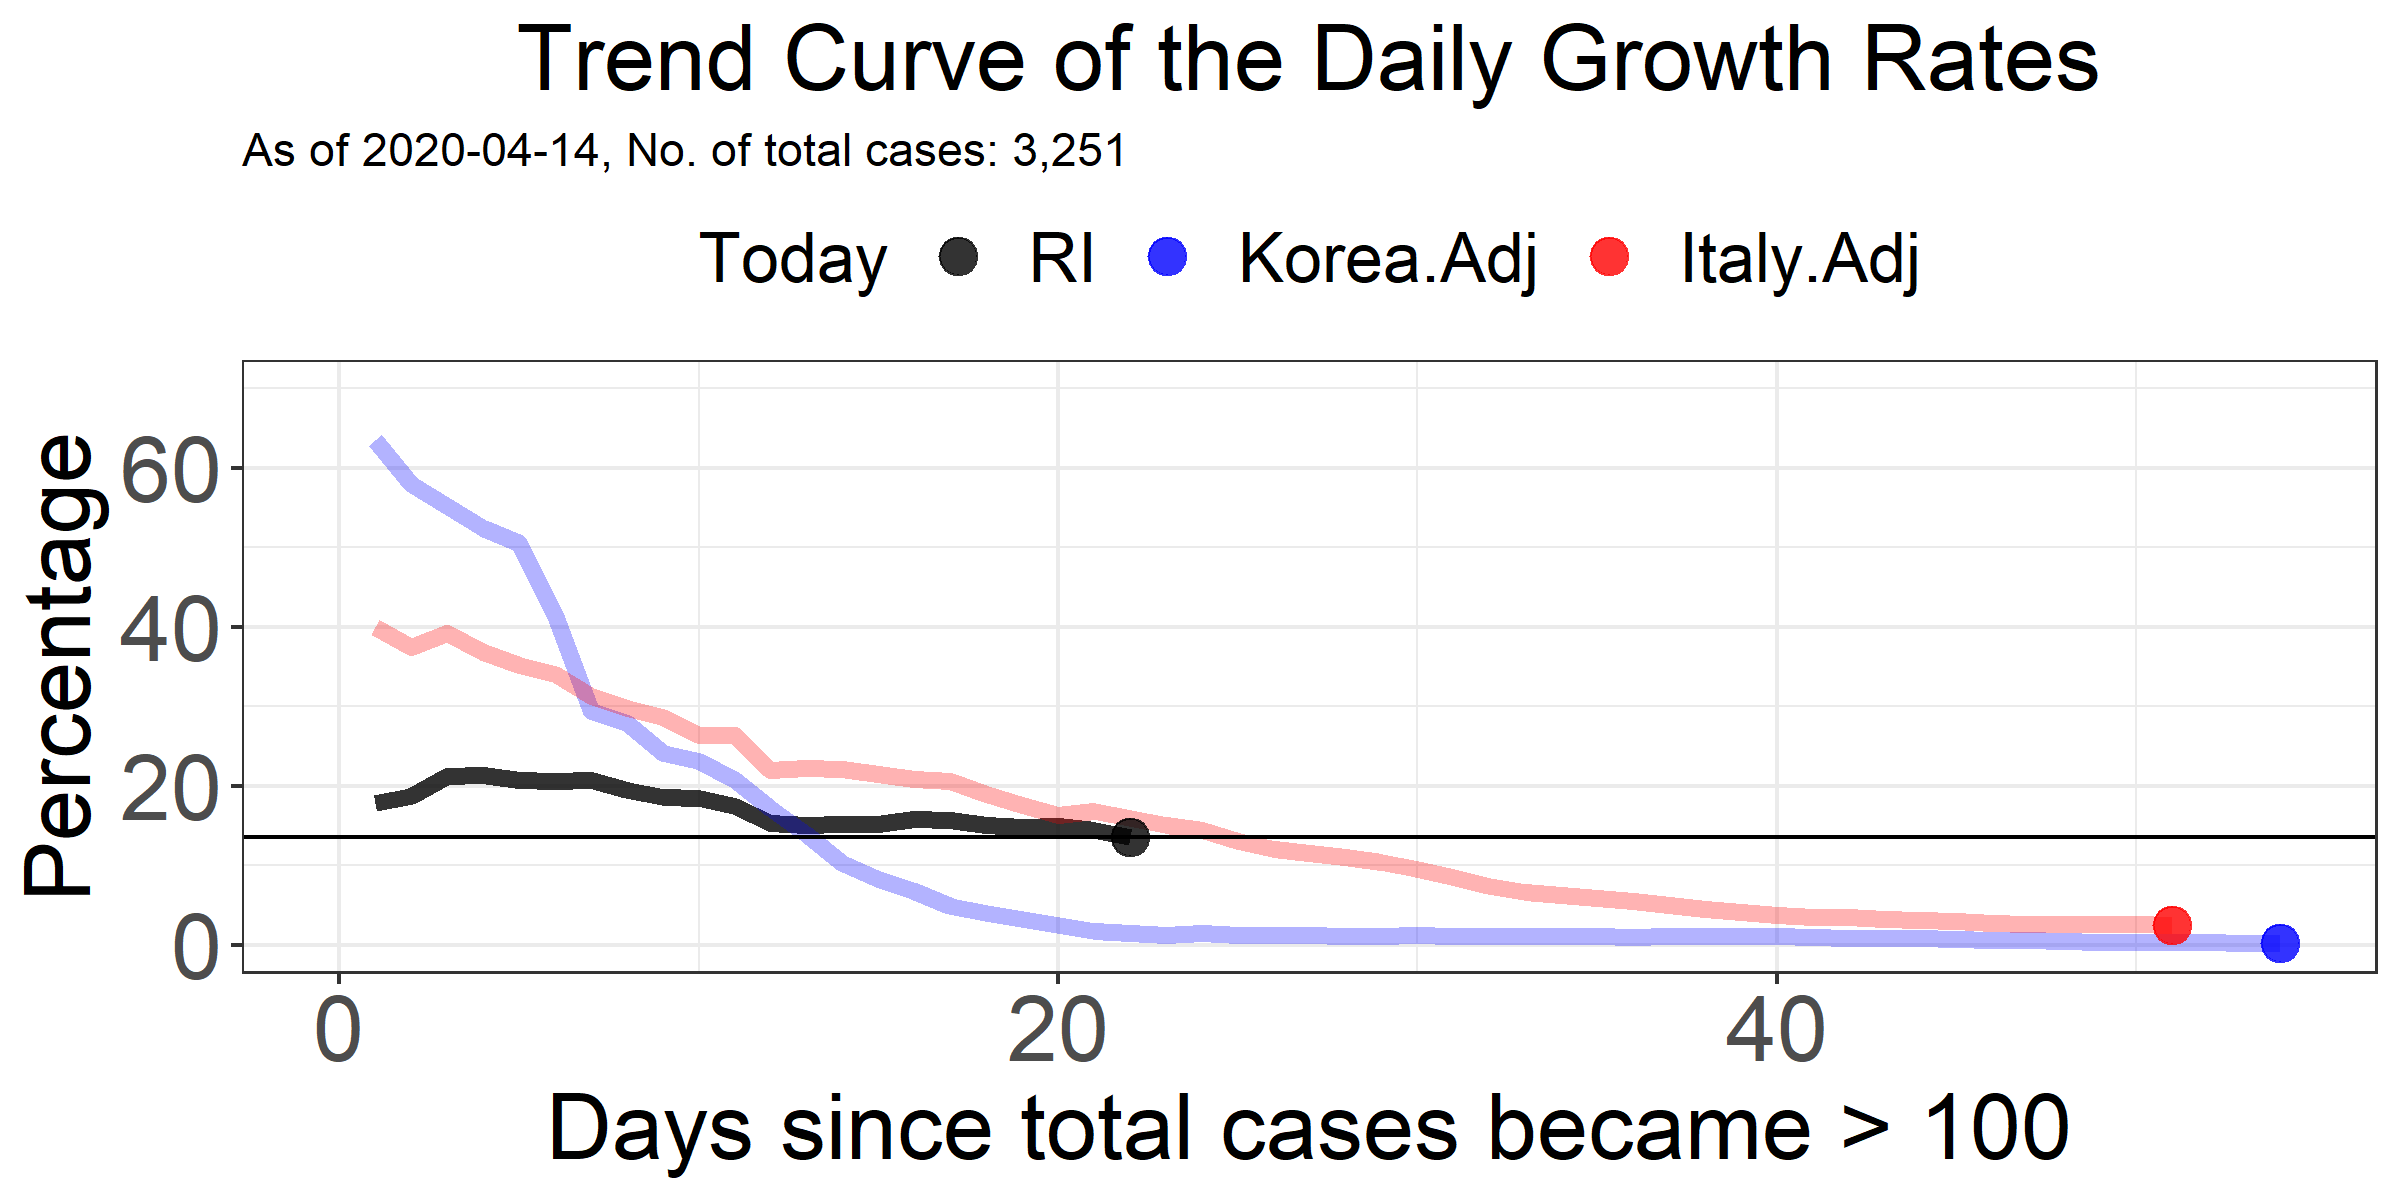 Trend Curve of the Daily Growth Rates
As of 2020-04-14, No. of total cases: 3,251
Today RI Korea.Adj Italy.Adj
Percentage
60
40
20
0
0 20 40
Days since total cases became > 100